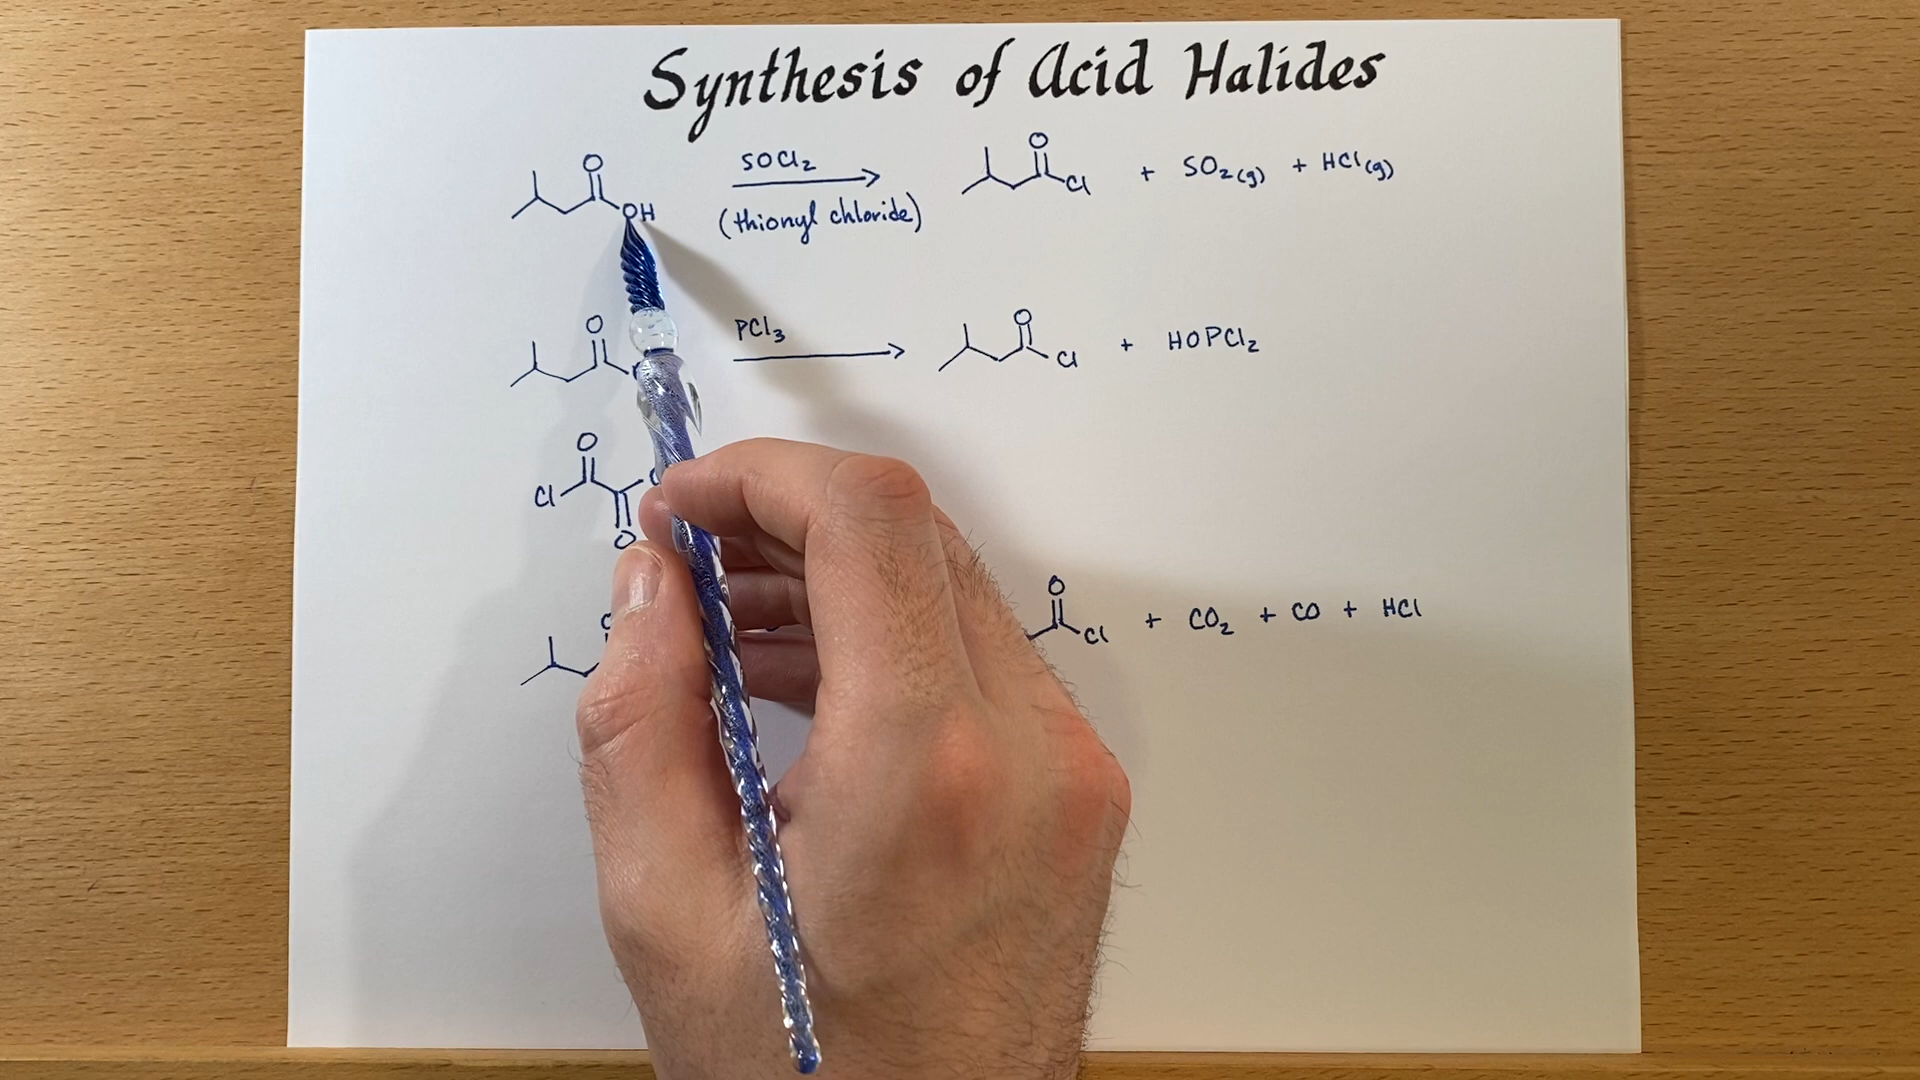 Synthesis of Acid Halides
O OH SOCl₂ (thionyl chloride) O Cl + SO₂(g) + HCl(g)
O PCl₃ O Cl + HOPCl₂
O Cl O
O Cl + CO₂ + CO + HCl